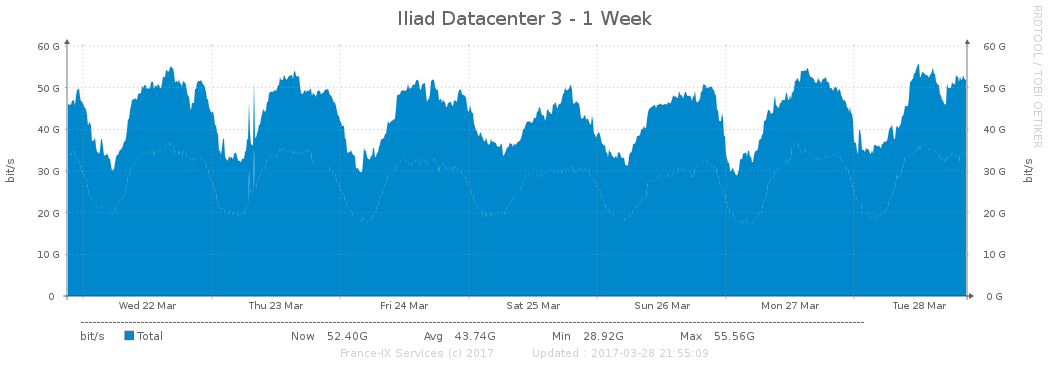 Iliad Datacenter 3 - 1 Week
RRDTOOL / TOBI OETIKER
60 G 60 G
50 G 50 G
40 G 40 G
30 G 30 G
20 G 20 G
10 G 10 G
0 0 G
bit/s bit/s
Wed 22 Mar Thu 23 Mar Fri 24 Mar Sat 25 Mar Sun 26 Mar Mon 27 Mar Tue 28 Mar
bit/s Total Now 52.40G Avg 43.74G Min 28.92G Max 55.56G
France-IX Services (c) 2017 Updated : 2017-03-28 21:55:09